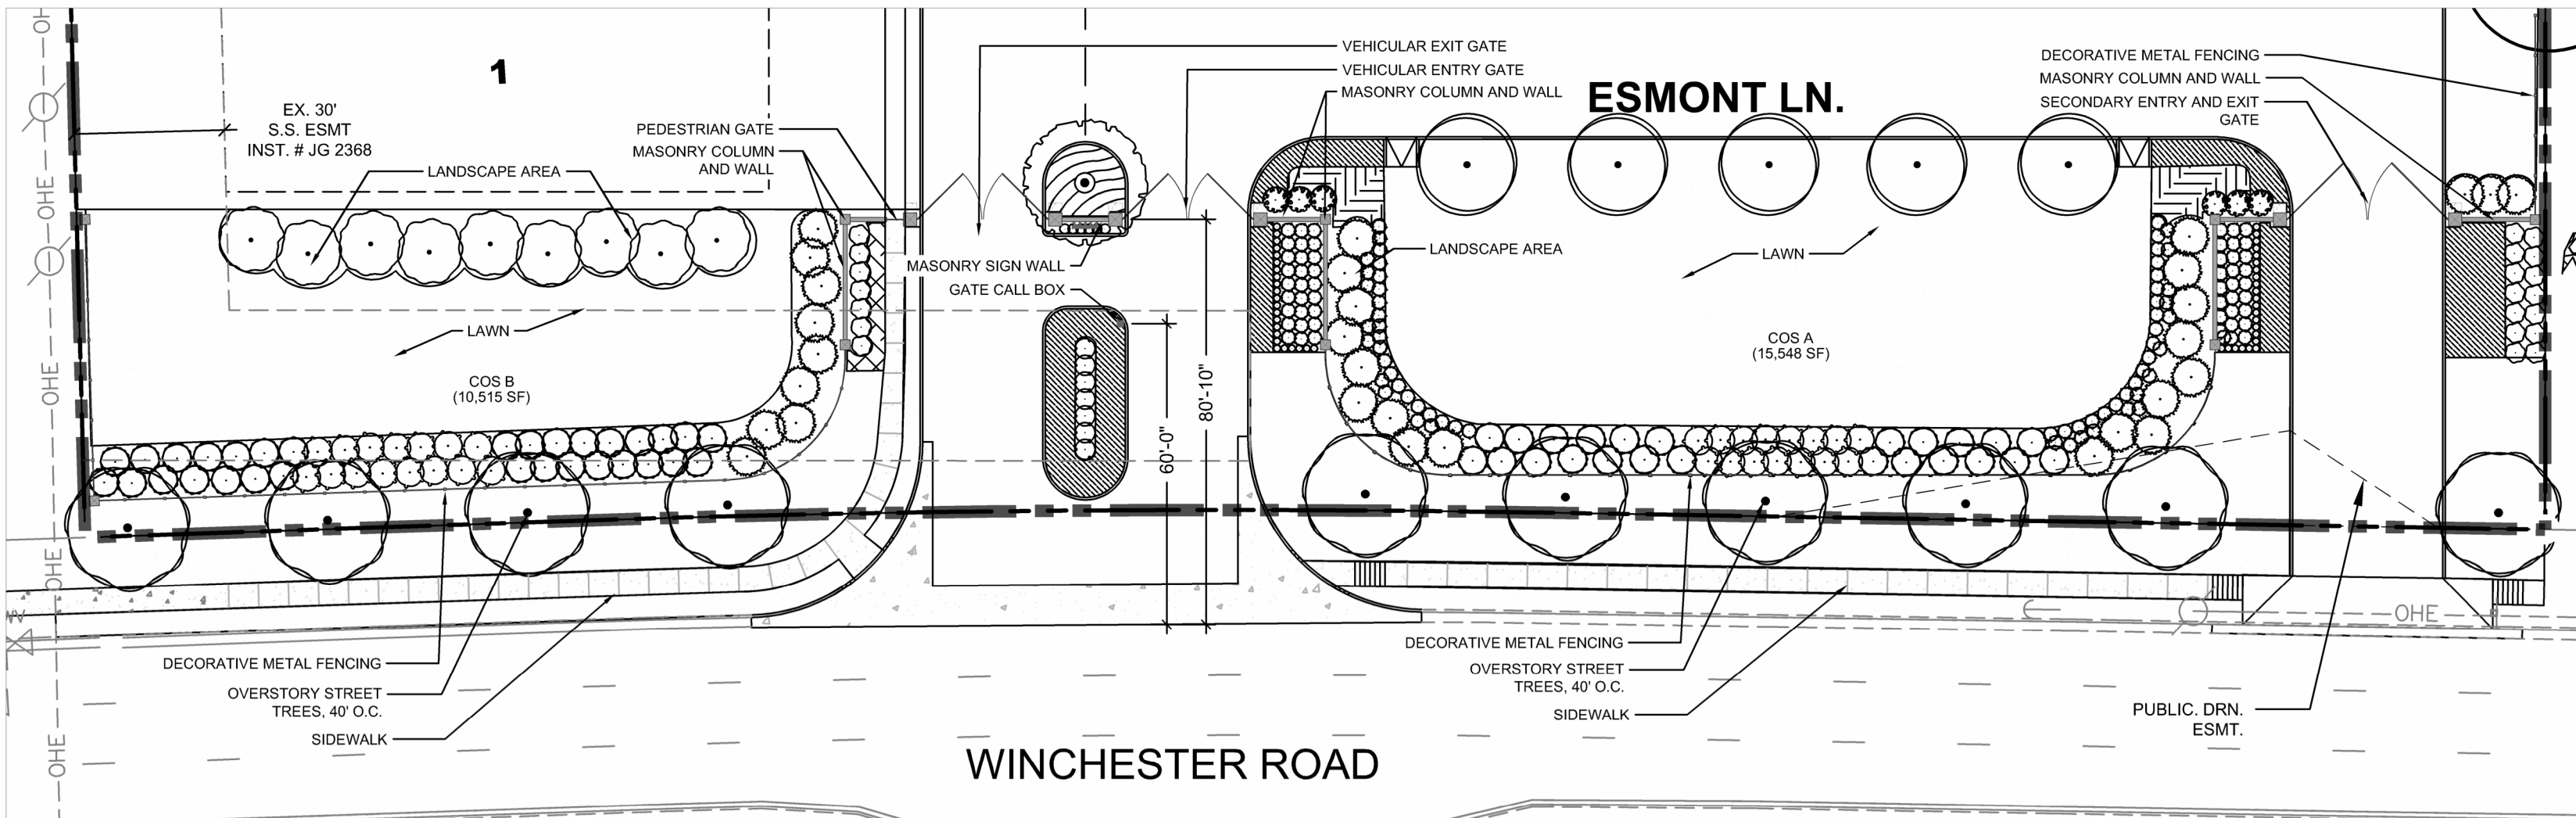 OHE
1
EX. 30'
S.S. ESMT
INST. # JG 2368
LANDSCAPE AREA
PEDESTRIAN GATE
MASONRY COLUMN
AND WALL
VEHICULAR EXIT GATE
VEHICULAR ENTRY GATE
MASONRY COLUMN AND WALL
ESMONT LN.
DECORATIVE METAL FENCING
MASONRY COLUMN AND WALL
SECONDARY ENTRY AND EXIT
GATE
OHE
OHE
MASONRY SIGN WALL
GATE CALL BOX
LANDSCAPE AREA
LAWN
LAWN
COS B
(10,515 SF)
COS A
(15,548 SF)
60'-0"
80'-10"
OHE
OHE
OHE
W
OHE
DECORATIVE METAL FENCING
OVERSTORY STREET
TREES, 40' O.C.
SIDEWALK
DECORATIVE METAL FENCING
OVERSTORY STREET
TREES, 40' O.C.
SIDEWALK
PUBLIC. DRN.
ESMT.
WINCHESTER ROAD